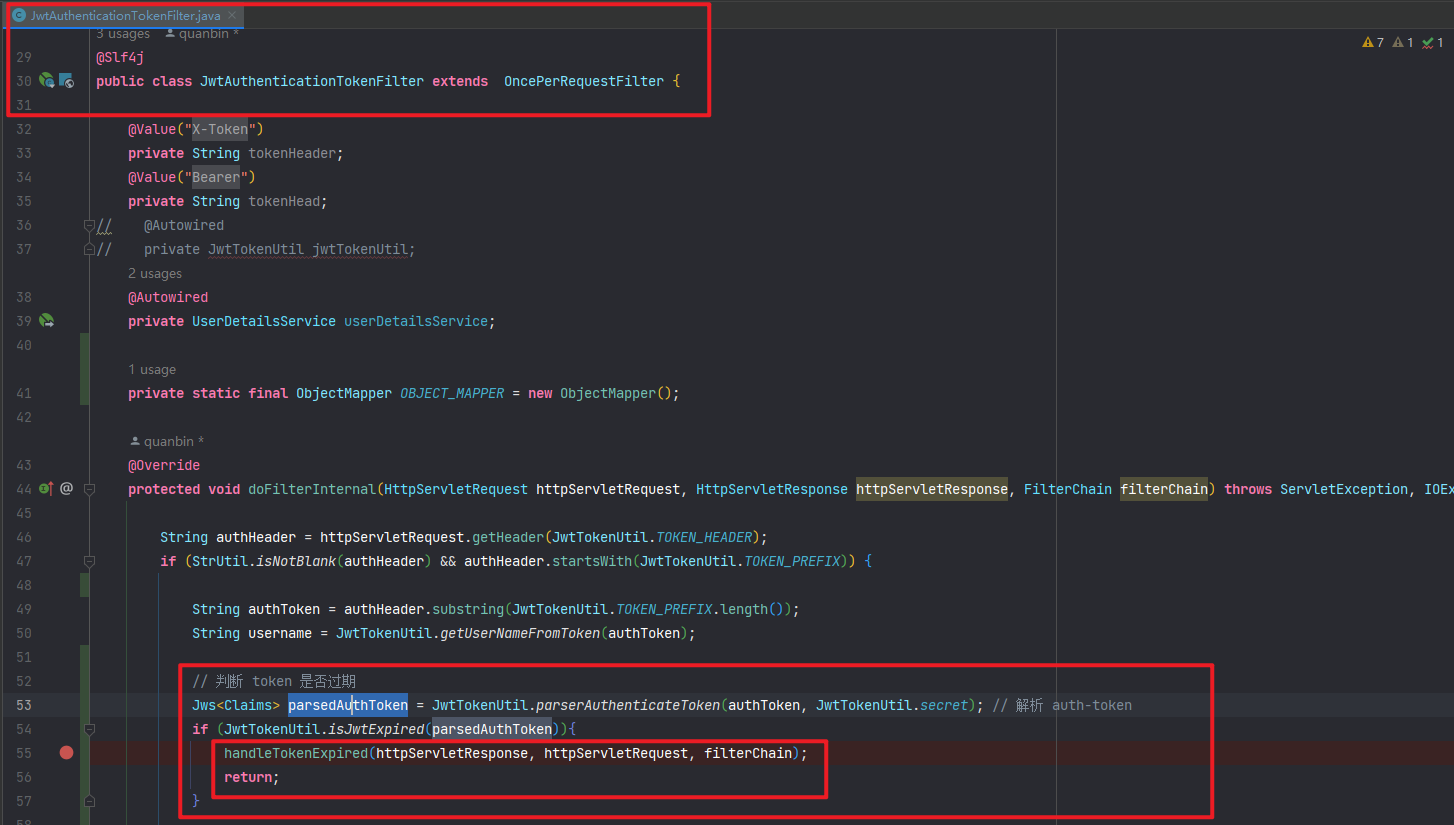 JwtAuthenticationTokenFilter.java
3 usages quanbin *
7 1 1
29 @Slf4j
30 public class JwtAuthenticationTokenFilter extends OncePerRequestFilter {
31
32 @Value("X-Token")
33 private String tokenHeader;
34 @Value("Bearer")
35 private String tokenHead;
36 // @Autowired
37 // private JwtTokenUtil jwtTokenUtil;
2 usages
38 @Autowired
39 private UserDetailsService userDetailsService;
40
1 usage
41 private static final ObjectMapper OBJECT_MAPPER = new ObjectMapper();
42
quanbin *
43 @Override
44 @ protected void doFilterInternal(HttpServletRequest httpServletRequest, HttpServletResponse httpServletResponse, FilterChain filterChain) throws ServletException, IOEx
45
46 String authHeader = httpServletRequest.getHeader(JwtTokenUtil.TOKEN_HEADER);
47 if (StrUtil.isNotBlank(authHeader) && authHeader.startsWith(JwtTokenUtil.TOKEN_PREFIX)) {
48
49 String authToken = authHeader.substring(JwtTokenUtil.TOKEN_PREFIX.length());
50 String username = JwtTokenUtil.getUserNameFromToken(authToken);
51
52 // 判断 token 是否过期
53 Jws<Claims> parsedAuthToken = JwtTokenUtil.parserAuthenticateToken(authToken, JwtTokenUtil.secret); // 解析 auth-token
54 if (JwtTokenUtil.isJwtExpired(parsedAuthToken)){
55 handleTokenExpired(httpServletResponse, httpServletRequest, filterChain);
56 return;
57 }
58